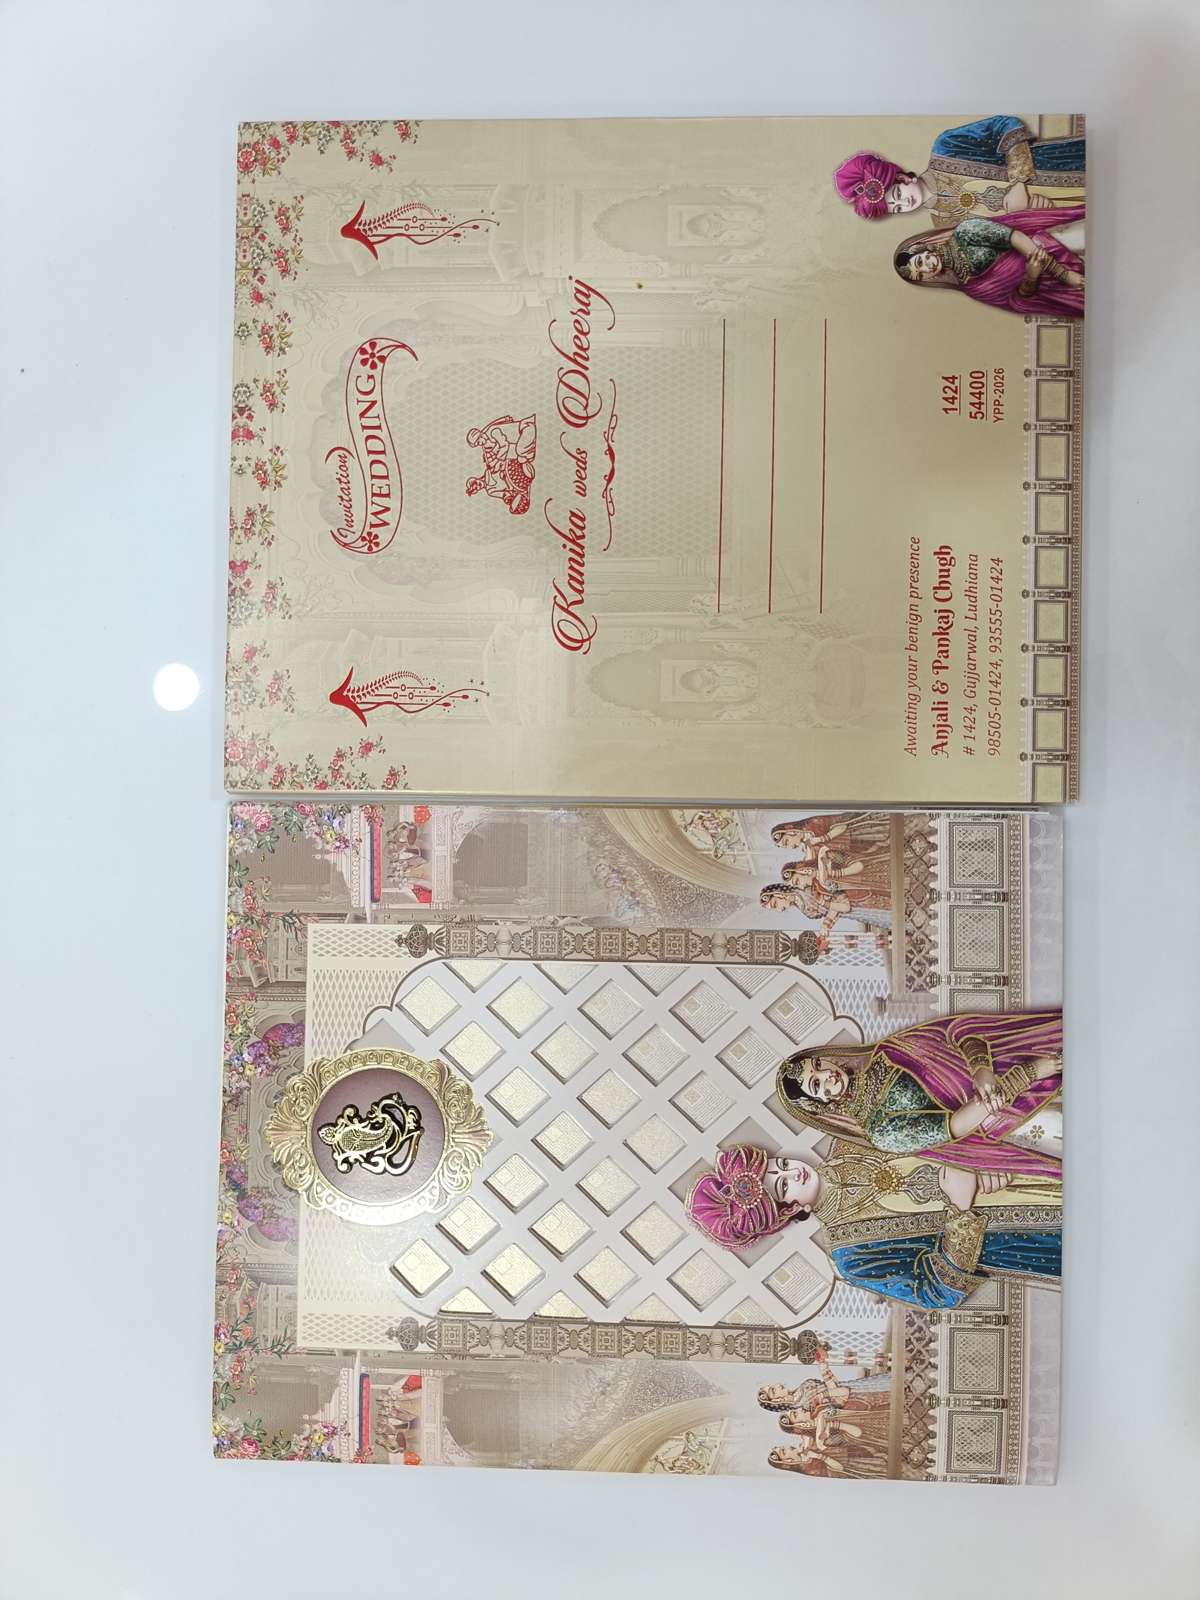 Invitation
WEDDING
Kanika weds Dheeraj
Awaiting your benign presence
Anjali & Pankaj Chugh
# 1424, Gujjarwal, Ludhiana
98505-01424, 93555-01424
1424
54400
YPP-2026